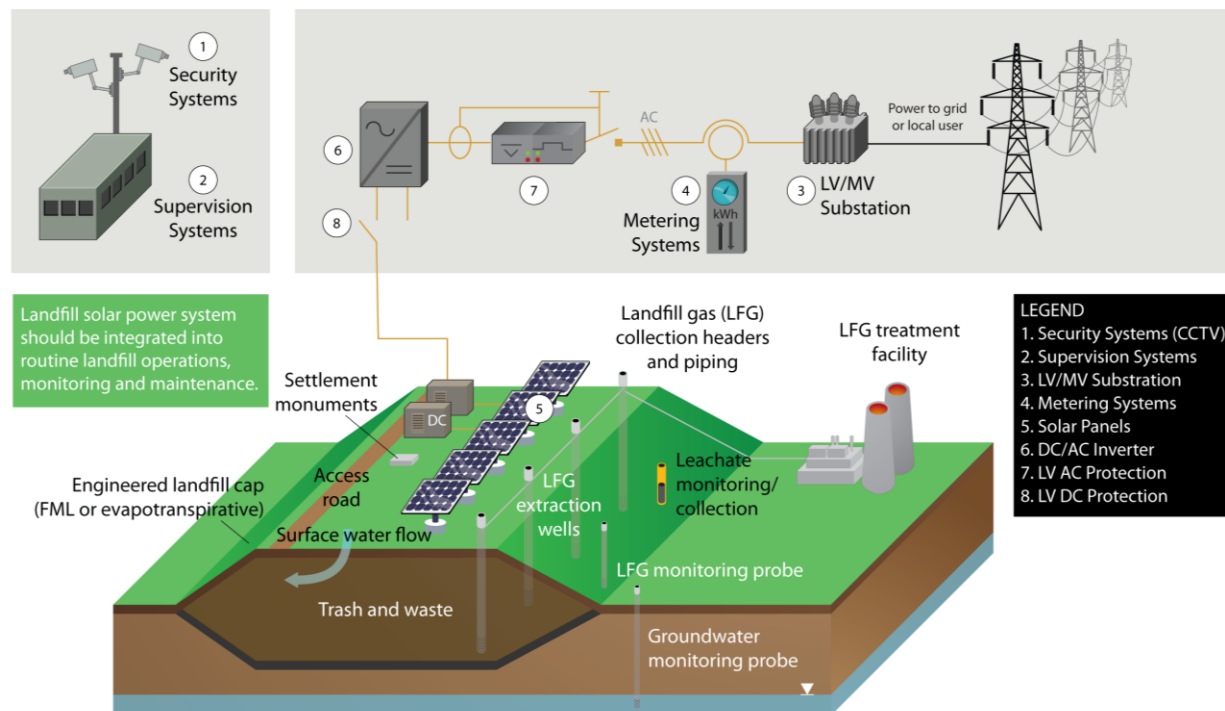 1
Security
Systems
2
Supervision
Systems
6
7
8
AC
4
Metering
Systems
kWh
3
LV/MV
Substation
Power to grid
or local user
Landfill solar power system
should be integrated into
routine landfill operations,
monitoring and maintenance.
Settlement
monuments
DC
5
Landfill gas (LFG)
collection headers
and piping
LFG treatment
facility
Engineered landfill cap
(FML or evapotranspirative)
Access
road
Surface water flow
LFG
extraction
wells
Leachate
monitoring/
collection
LFG monitoring probe
Trash and waste
Groundwater
monitoring probe
LEGEND
1. Security Systems (CCTV)
2. Supervision Systems
3. LV/MV Substration
4. Metering Systems
5. Solar Panels
6. DC/AC Inverter
7. LV AC Protection
8. LV DC Protection